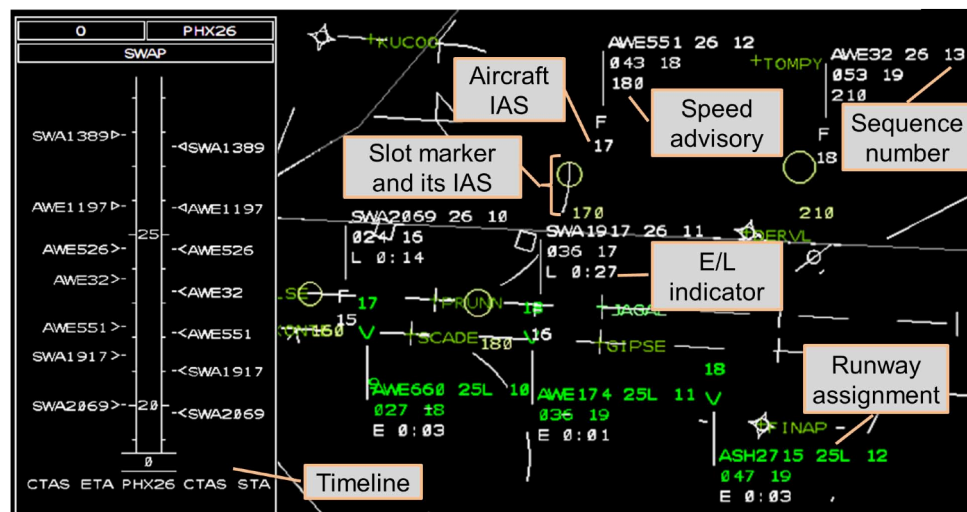 0 PHX26
SWAP
SWA1389
SWA1389
AWE1197
AWE1197
25
AWE526
AWE526
AWE32
AWE32
AWE551
AWE551
SWA1917
SWA1917
SWA2069
20
SWA2069
0
CTAS ETA PHX26 CTAS STA
Timeline
KUCOO
AWE551 26 12
043 18
180
TOMPY
AWE32 26 13
053 19
210
Aircraft
IAS
Speed
advisory
Sequence
number
F
17
F
18
Slot marker
and its IAS
170
210
SWA2069 26 10
024 16
L 0:14
SWA1917 26 11
036 17
L 0:27
DERVL
E/L
indicator
F
17
15
PRUNN
18
16
JAGAL
160
V
SCADE
180
V
GIPSE
18
V
Runway
assignment
AWE660 25L 10
027 18
E 0:03
AWE174 25L 11
036 19
E 0:01
FINAP
ASH2715 25L 12
047 19
E 0:03